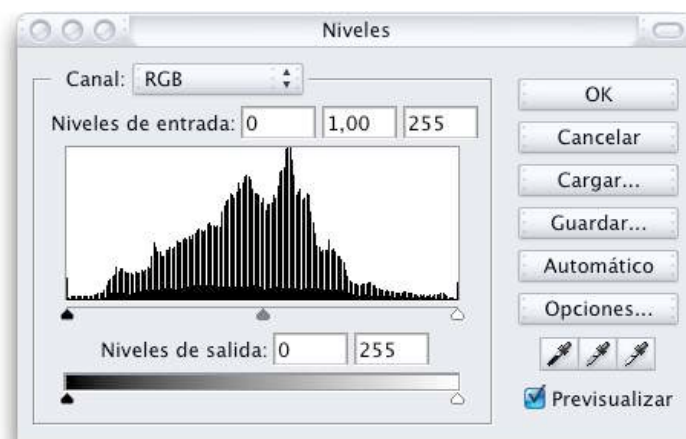 Niveles
Canal: RGB
Niveles de entrada: 0 1,00 255
Niveles de salida: 0 255
OK
Cancelar
Cargar...
Guardar...
Automático
Opciones...
Previsualizar